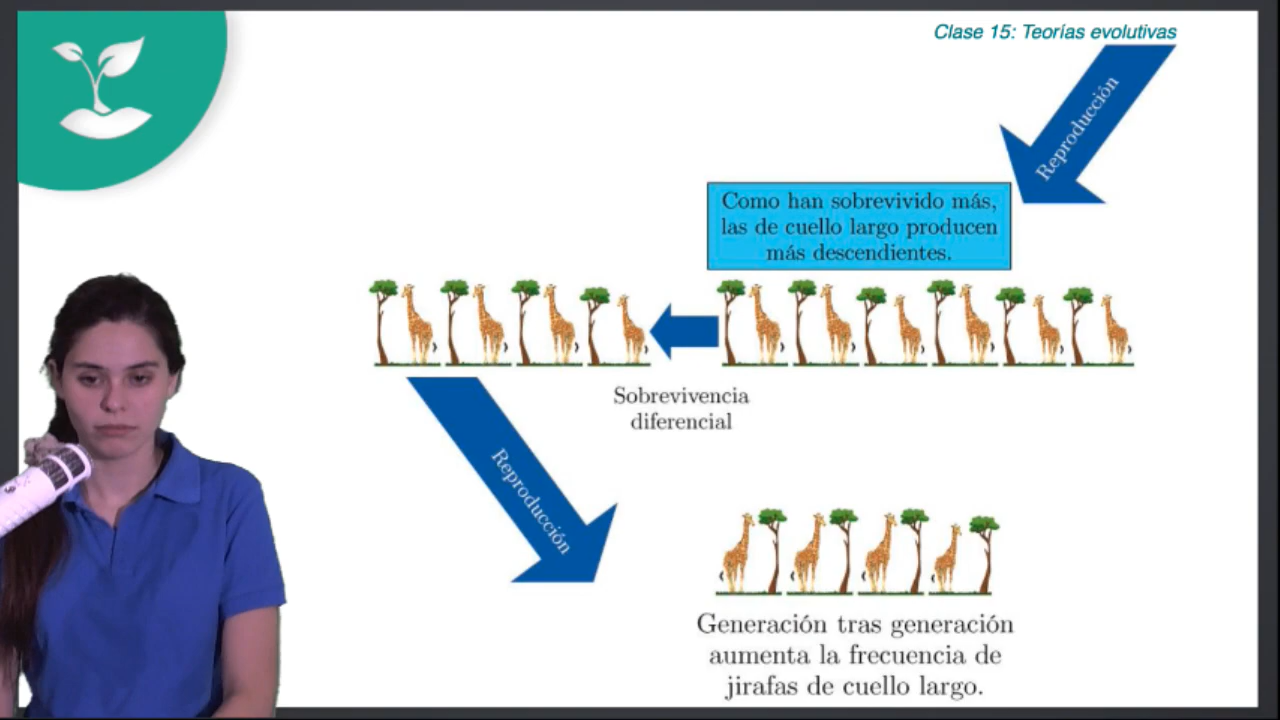 Clase 15: Teorías evolutivas
Reproducción
Como han sobrevivido más,
las de cuello largo producen
más descendientes.
Sobrevivencia
diferencial
Reproducción
Generación tras generación
aumenta la frecuencia de
jirafas de cuello largo.